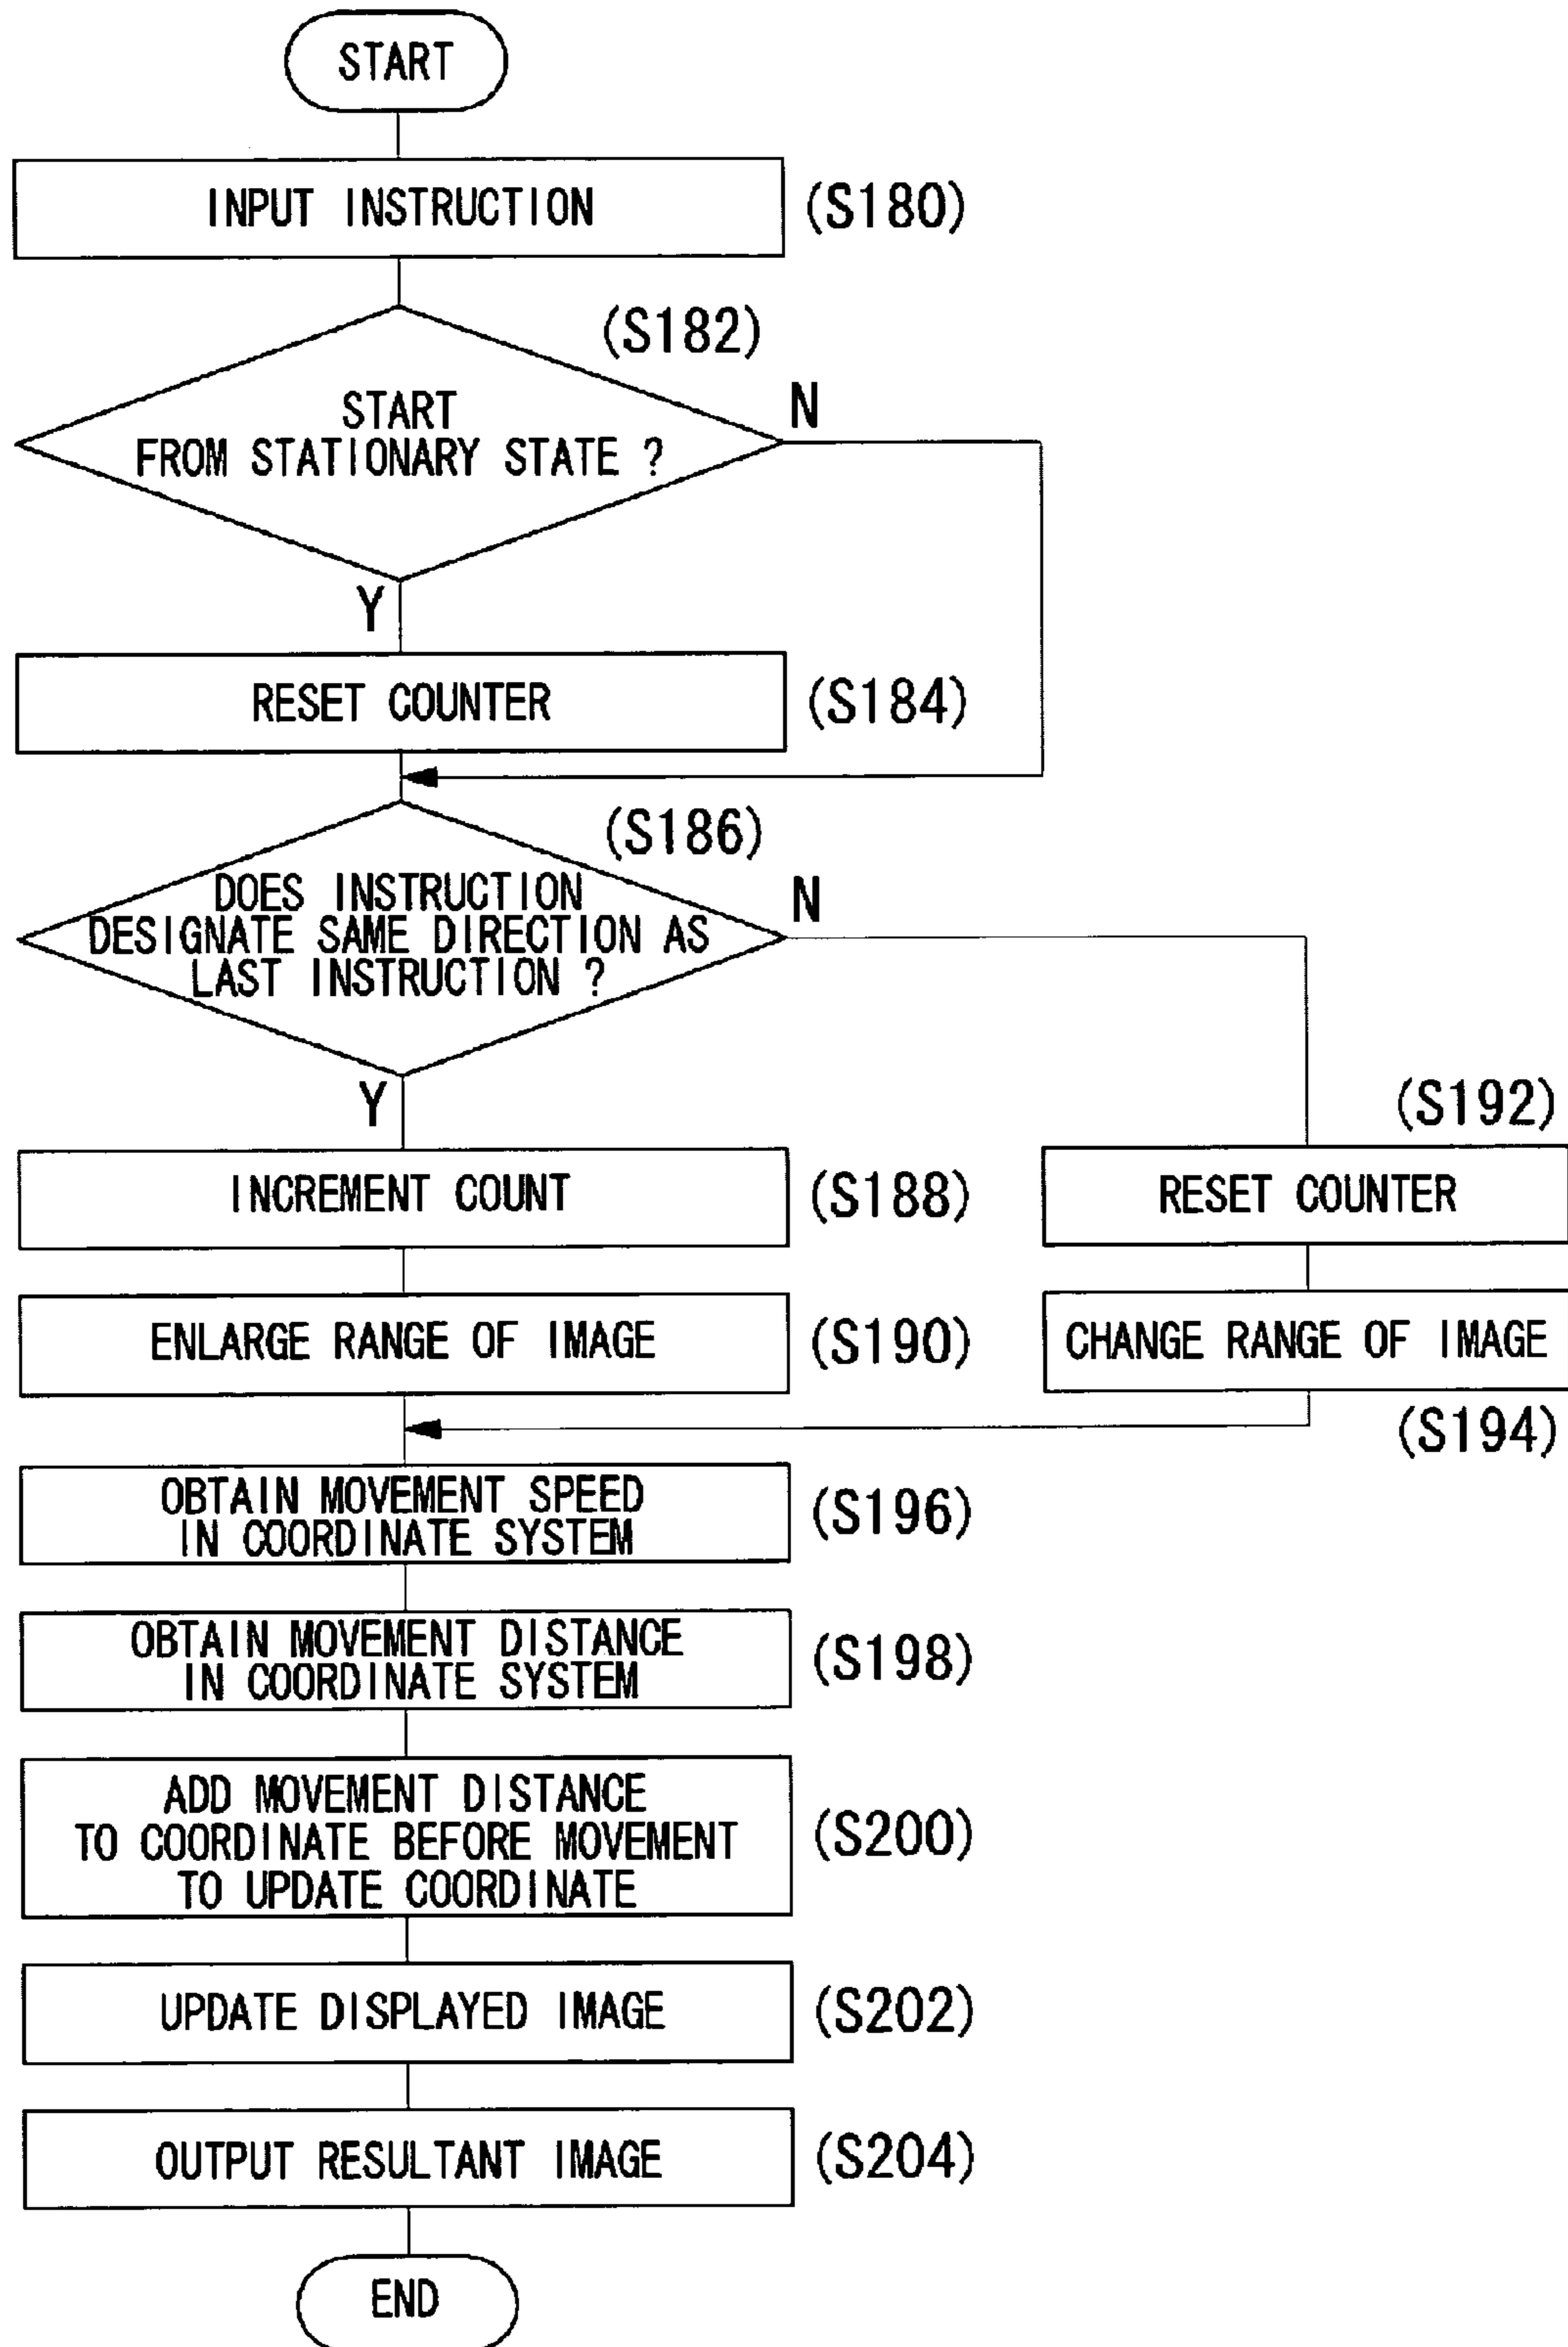 START
INPUT INSTRUCTION
(S180)
(S182)
START
FROM STATIONARY STATE ?
N
Y
RESET COUNTER
(S184)
(S186)
DOES INSTRUCTION
DESIGNATE SAME DIRECTION AS
LAST INSTRUCTION ?
N
Y
INCREMENT COUNT
(S188)
(S192)
RESET COUNTER
ENLARGE RANGE OF IMAGE
(S190)
CHANGE RANGE OF IMAGE
(S194)
OBTAIN MOVEMENT SPEED
IN COORDINATE SYSTEM
(S196)
OBTAIN MOVEMENT DISTANCE
IN COORDINATE SYSTEM
(S198)
ADD MOVEMENT DISTANCE
TO COORDINATE BEFORE MOVEMENT
TO UPDATE COORDINATE
(S200)
UPDATE DISPLAYED IMAGE
(S202)
OUTPUT RESULTANT IMAGE
(S204)
END